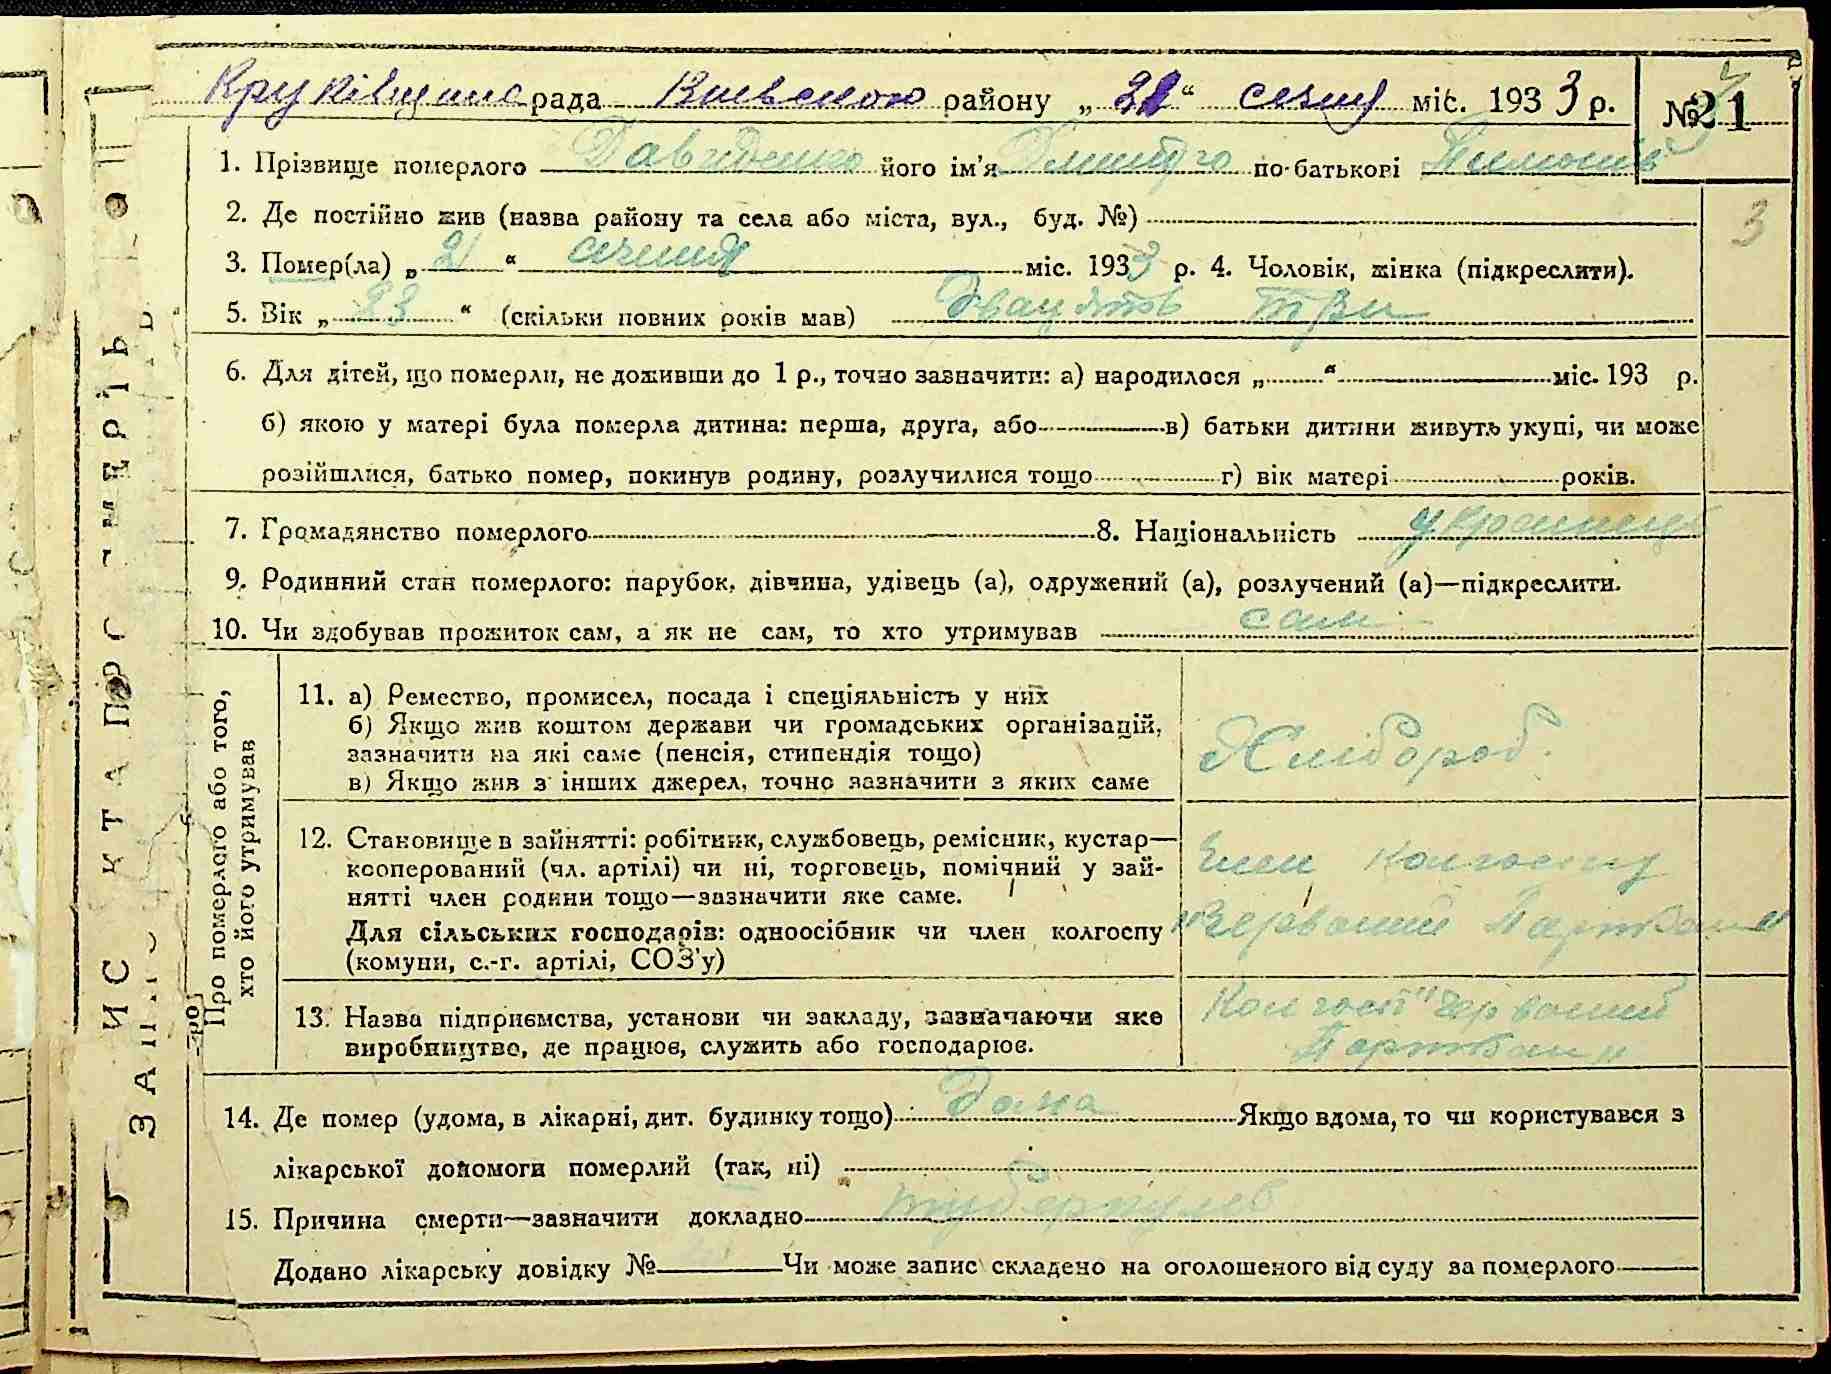 Круківщина рада Київського району „ 21 “ січня міс. 1933 р. № 21
1. Прізвище померлого Давиденко його ім’я Дмитро по-батькові Пимонів
2. Де постійно жив (назва району та села або міста, вул., буд. №)
3
3. Помер(ла) „ 21 “ січеня міс. 1933 р. 4. Чоловік, жінка (підкреслити).
5. Вік „ 23 “ (скільки повних років мав) двацять три
6. Для дітей, що померли, не доживши до 1 р., точно зазначити: а) народилося „ “ міс. 193 р.
б) якою у матері була померла дитина: перша, друга, або в) батьки дитини живуть укупі, чи може
розійшлися, батько помер, покинув родину, розлучилися тощо г) вік матері років.
7. Громадянство померлого 8. Національність українець
9. Родинний стан померлого: парубок, дівчина, удівець (а), одружений (а), розлучений (а)—підкреслити.
10. Чи здобував прожиток сам, а як не сам, то хто утримував сам
Про померлого або того,
хто його утримував
11. а) Ремество, промисел, посада і спеціяльність у них
б) Якщо жив коштом держави чи громадських організацій,
зазначити на які саме (пенсія, стипендія тощо)
в) Якщо жив з інших джерел, точно зазначити з яких саме
Хлібороб.
12. Становище в зайнятті: робітник, службовець, ремісник, кустар—
кооперований (чл. артілі) чи ні, торговець, помічний у зай-
нятті член родини тощо—зазначити яке саме.
Для сільських господарів: одноосібник чи член колгоспу
(комуни, с.-г. артілі, СОЗ’у)
Член колгоспу
„Червоний Партизан“
13. Назва підприємства, установи чи закладу, зазначаючи яке
виробництво, де працює, служить або господарює.
Колгосп „Червоний
Партизан“
14. Де помер (удома, в лікарні, дит. будинку тощо) дома Якщо вдома, то чи користувався з
лікарської допомоги померлий (так, ні)
15. Причина смерти—зазначити докладно туберкульоз
Додано лікарську довідку № Чи може запис складено на оголошеного від суду за померлого